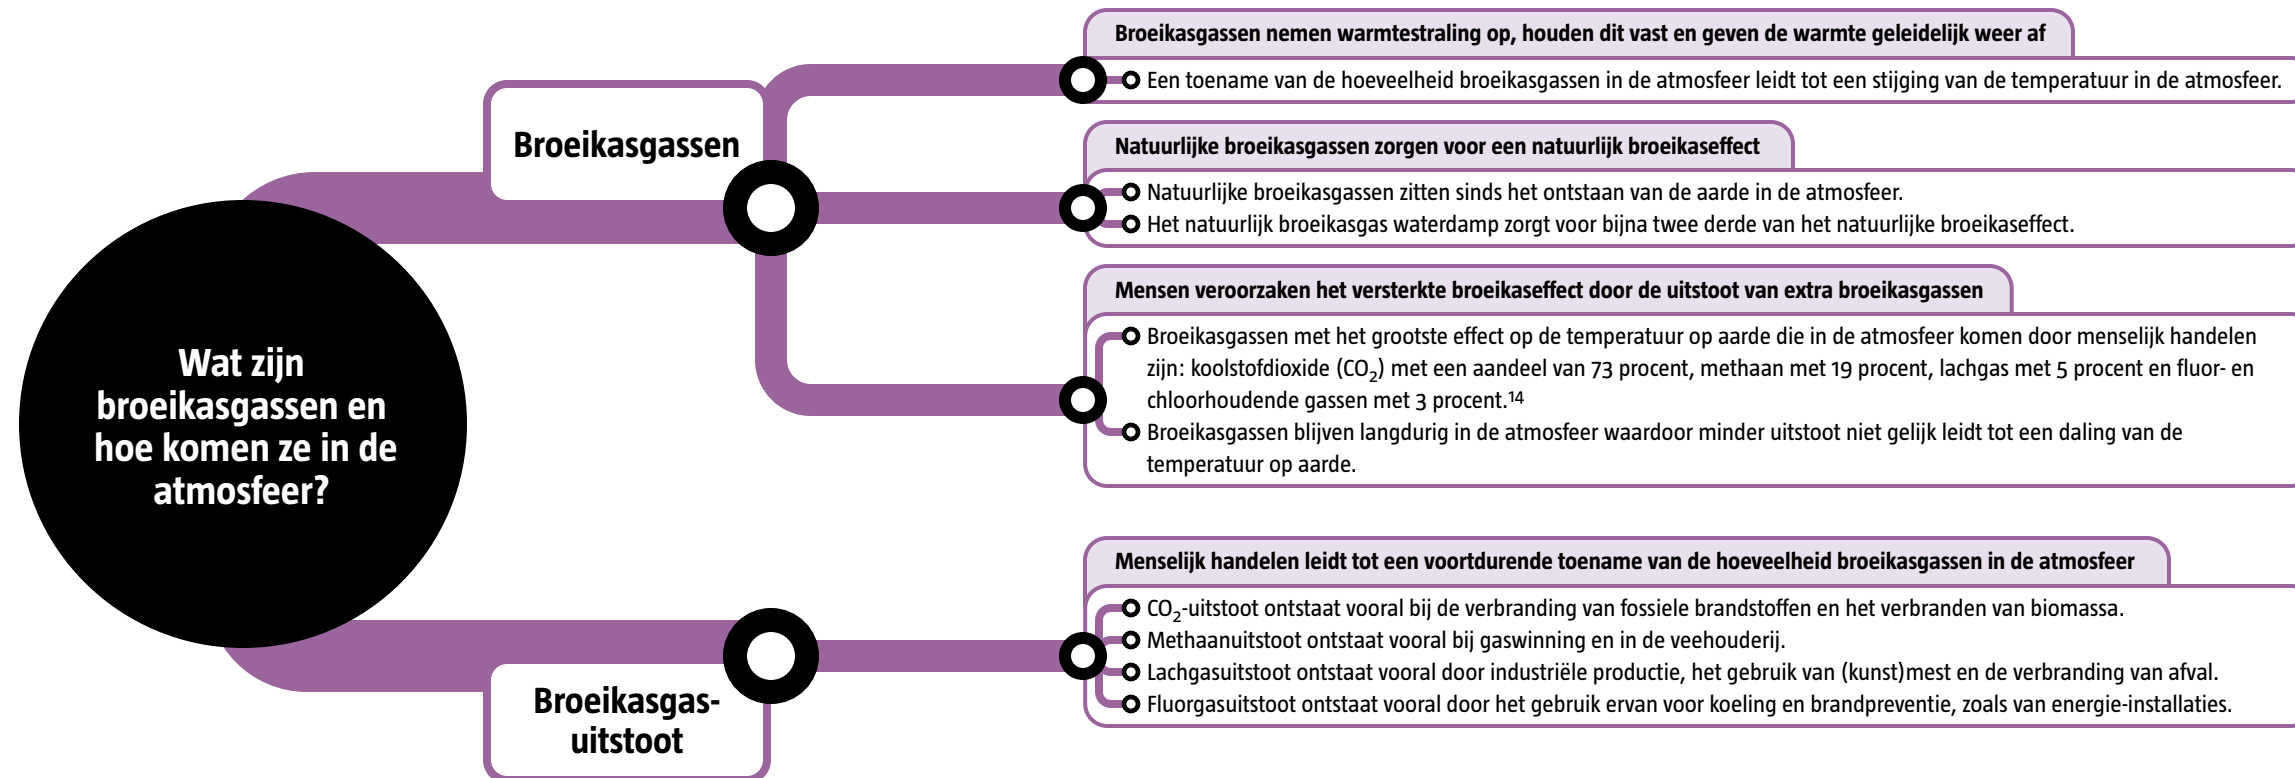 Wat zijn
broeikasgassen en
hoe komen ze in de
atmosfeer?
Broeikasgassen
Broeikasgassen nemen warmtestraling op, houden dit vast en geven de warmte geleidelijk weer af
Een toename van de hoeveelheid broeikasgassen in de atmosfeer leidt tot een stijging van de temperatuur in de atmosfeer.
Natuurlijke broeikasgassen zorgen voor een natuurlijk broeikaseffect
Natuurlijke broeikasgassen zitten sinds het ontstaan van de aarde in de atmosfeer.
Het natuurlijk broeikasgas waterdamp zorgt voor bijna twee derde van het natuurlijke broeikaseffect.
Mensen veroorzaken het versterkte broeikaseffect door de uitstoot van extra broeikasgassen
Broeikasgassen met het grootste effect op de temperatuur op aarde die in de atmosfeer komen door menselijk handelen
zijn: koolstofdioxide (CO₂) met een aandeel van 73 procent, methaan met 19 procent, lachgas met 5 procent en fluor- en
chloorhoudende gassen met 3 procent.¹⁴
Broeikasgassen blijven langdurig in de atmosfeer waardoor minder uitstoot niet gelijk leidt tot een daling van de
temperatuur op aarde.
Broeikasgas-
uitstoot
Menselijk handelen leidt tot een voortdurende toename van de hoeveelheid broeikasgassen in de atmosfeer
CO₂-uitstoot ontstaat vooral bij de verbranding van fossiele brandstoffen en het verbranden van biomassa.
Methaanuitstoot ontstaat vooral bij gaswinning en in de veehouderij.
Lachgasuitstoot ontstaat vooral door industriële productie, het gebruik van (kunst)mest en de verbranding van afval.
Fluorgasuitstoot ontstaat vooral door het gebruik ervan voor koeling en brandpreventie, zoals van energie-installaties.